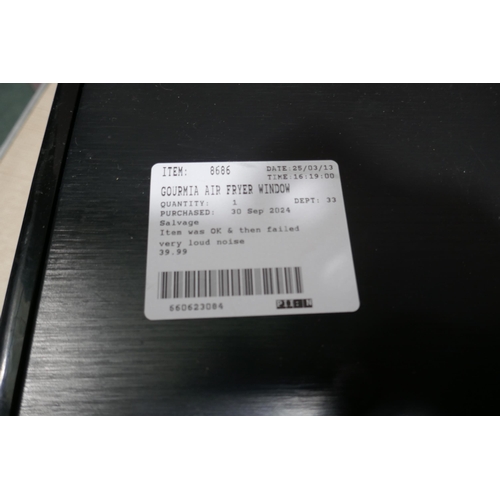 ITEM: 8686 DATE:25/03/13
TIME:16:19:00
GOURMIA AIR FRYER WINDOW
QUANTITY: 1 DEPT: 33
PURCHASED: 30 Sep 2024
Salvage
Item was OK & then failed
very loud noise
39.99
660623084